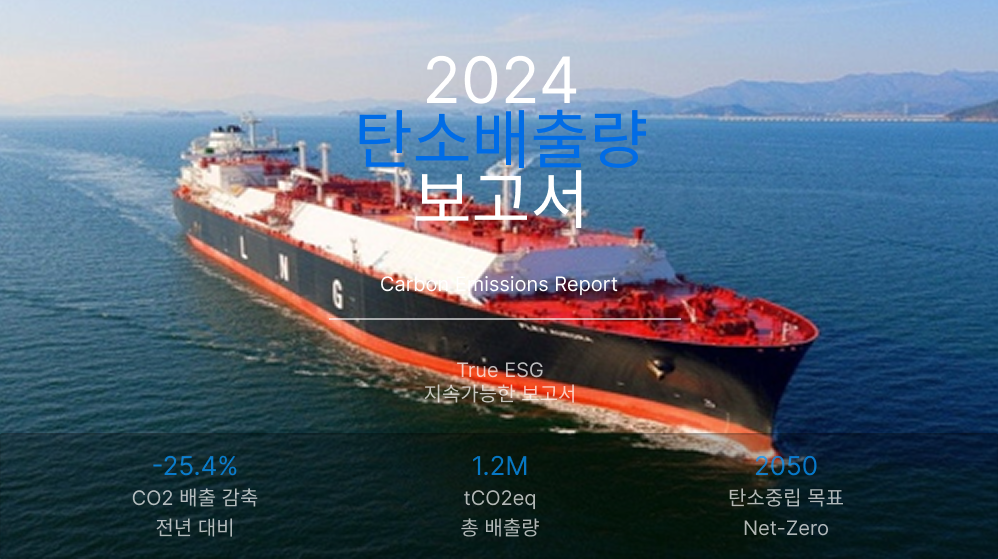 2024
탄소배출량
보고서
L N G
Carbon Emissions Report
FLEX AURORA
True ESG
지속가능한 보고서
-25.4%
CO2 배출 감축
전년 대비
1.2M
tCO2eq
총 배출량
2050
탄소중립 목표
Net-Zero